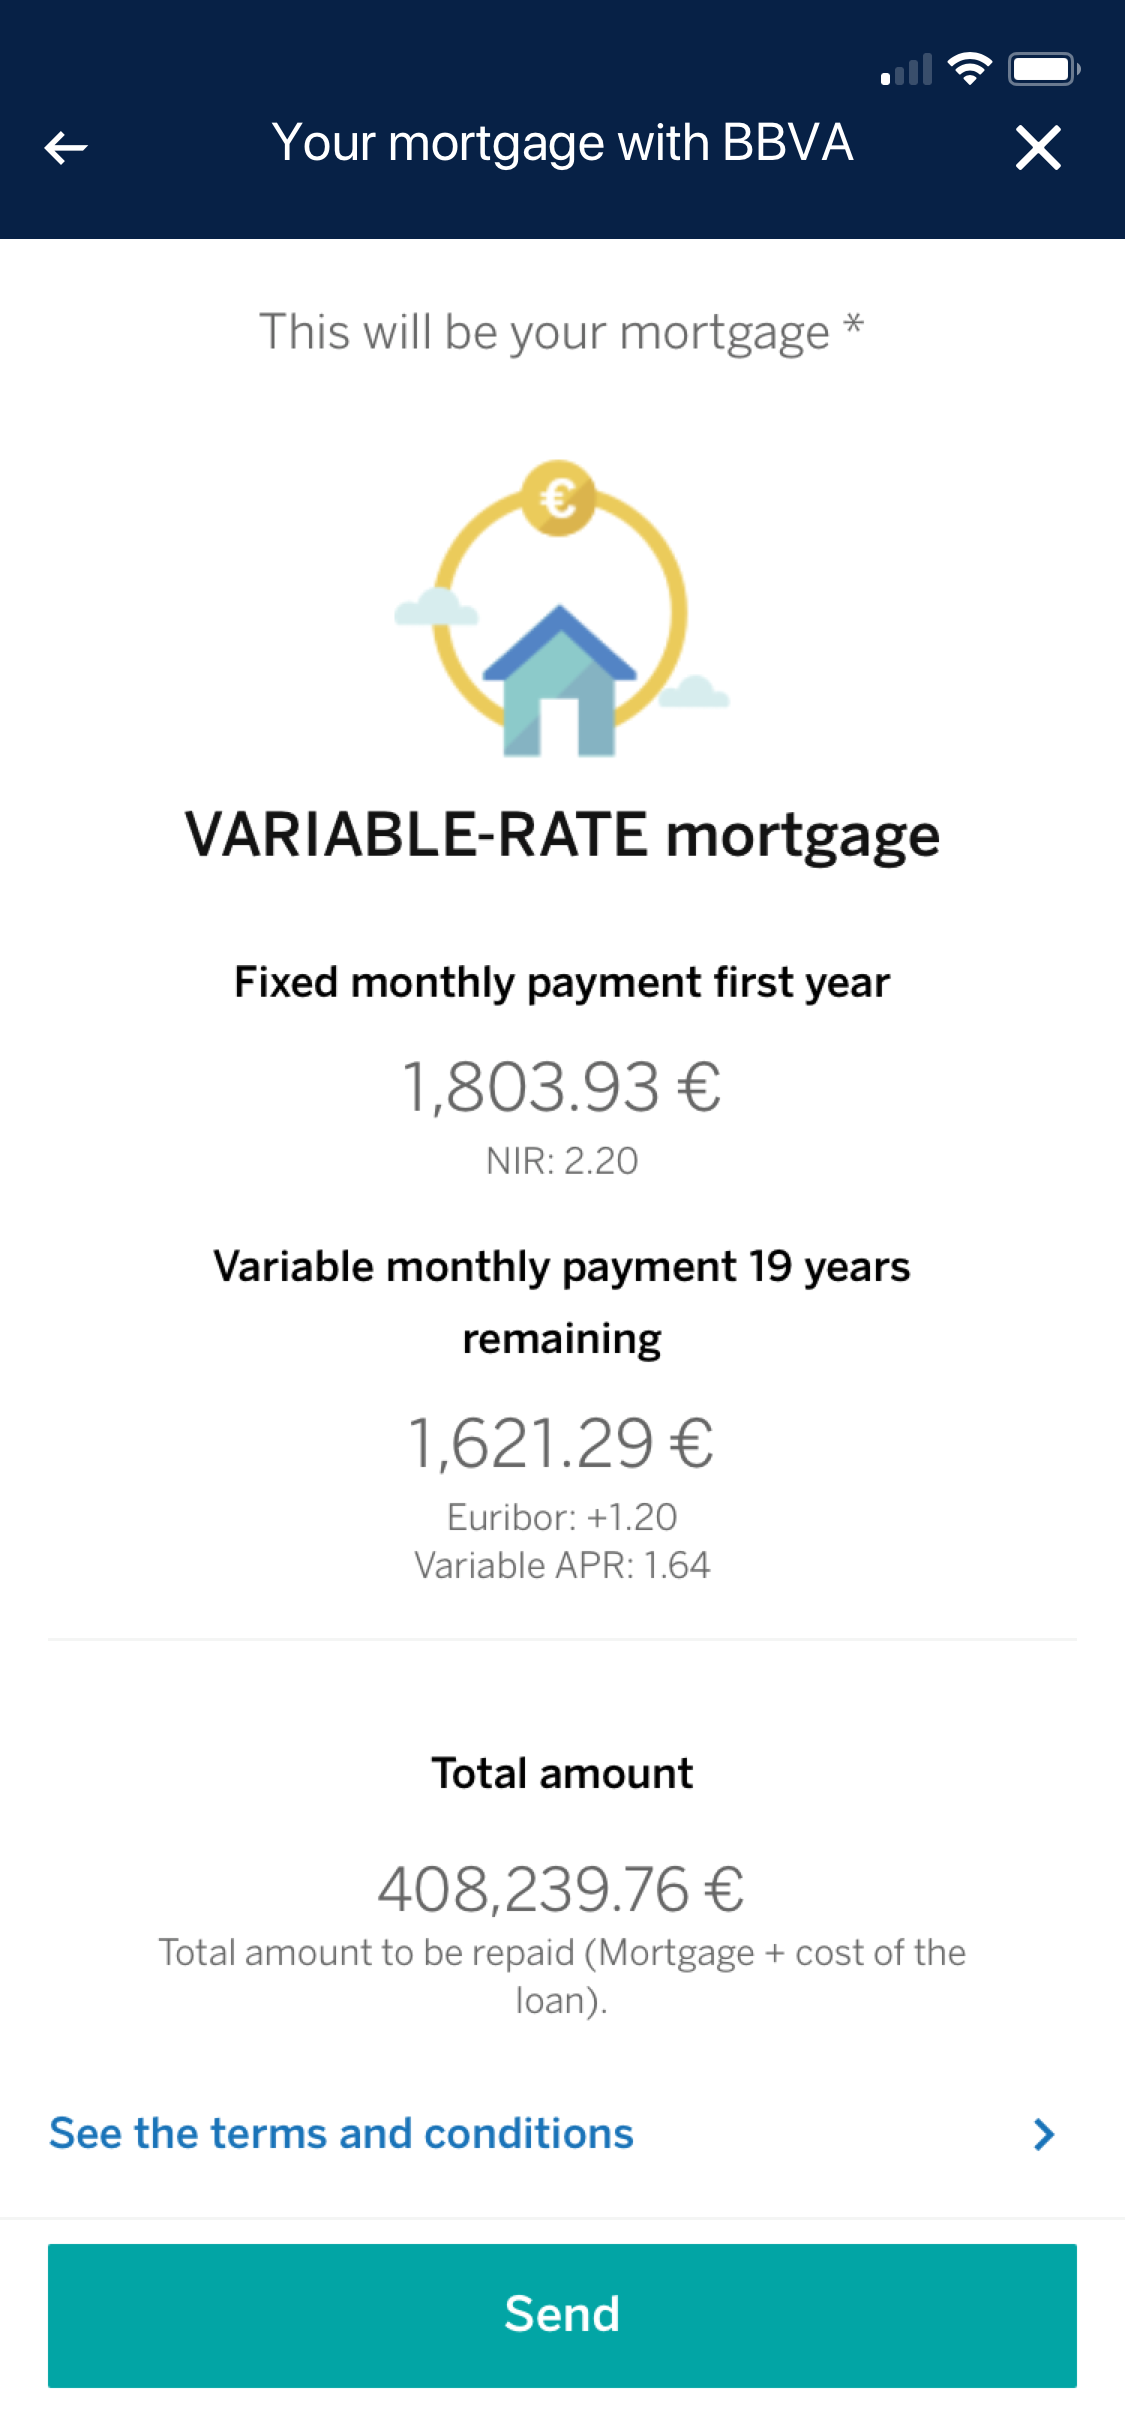 Your mortgage with BBVA
This will be your mortgage *
€
VARIABLE-RATE mortgage
Fixed monthly payment first year
1,803.93 €
NIR: 2.20
Variable monthly payment 19 years
remaining
1,621.29 €
Euribor: +1.20
Variable APR: 1.64
Total amount
408,239.76 €
Total amount to be repaid (Mortgage + cost of the
loan).
See the terms and conditions
Send